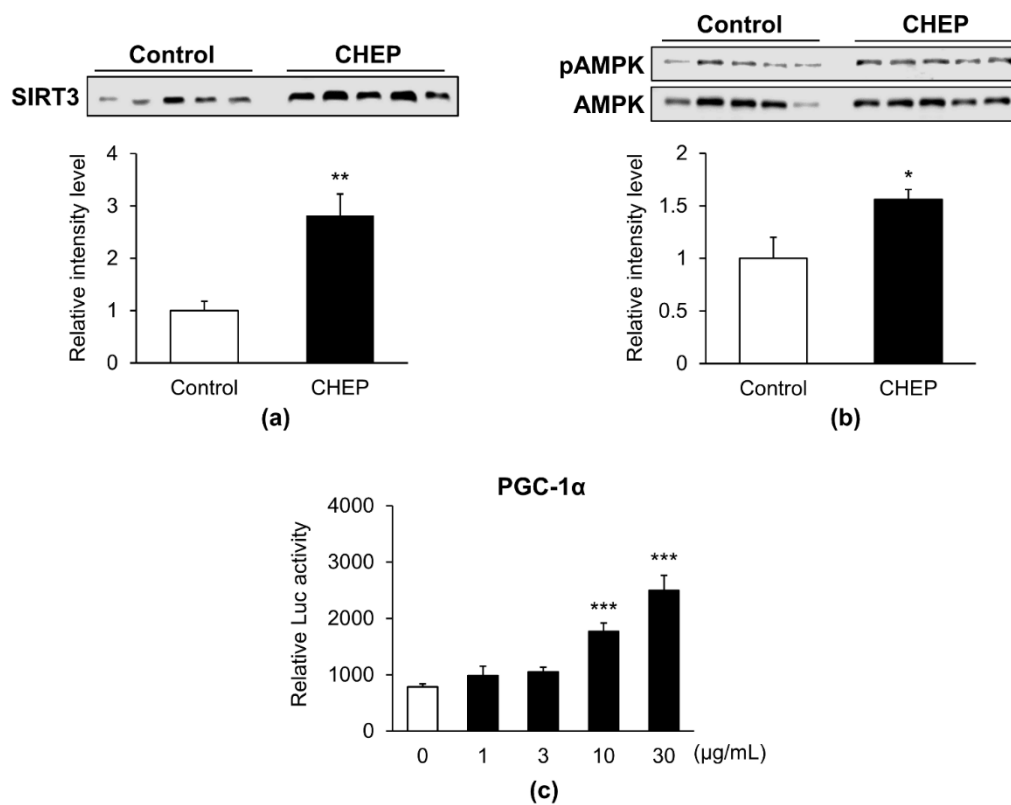 Control CHEP
SIRT3
Relative intensity level
4
**
3
2
1
0
Control CHEP
(a)
Control CHEP
pAMPK
AMPK
Relative intensity level
2
*
1.5
1
0.5
0
Control CHEP
(b)
PGC-1α
Relative Luc activity
4000
3000
2000
1000
0
***
***
0 1 3 10 30 (µg/mL)
(c)